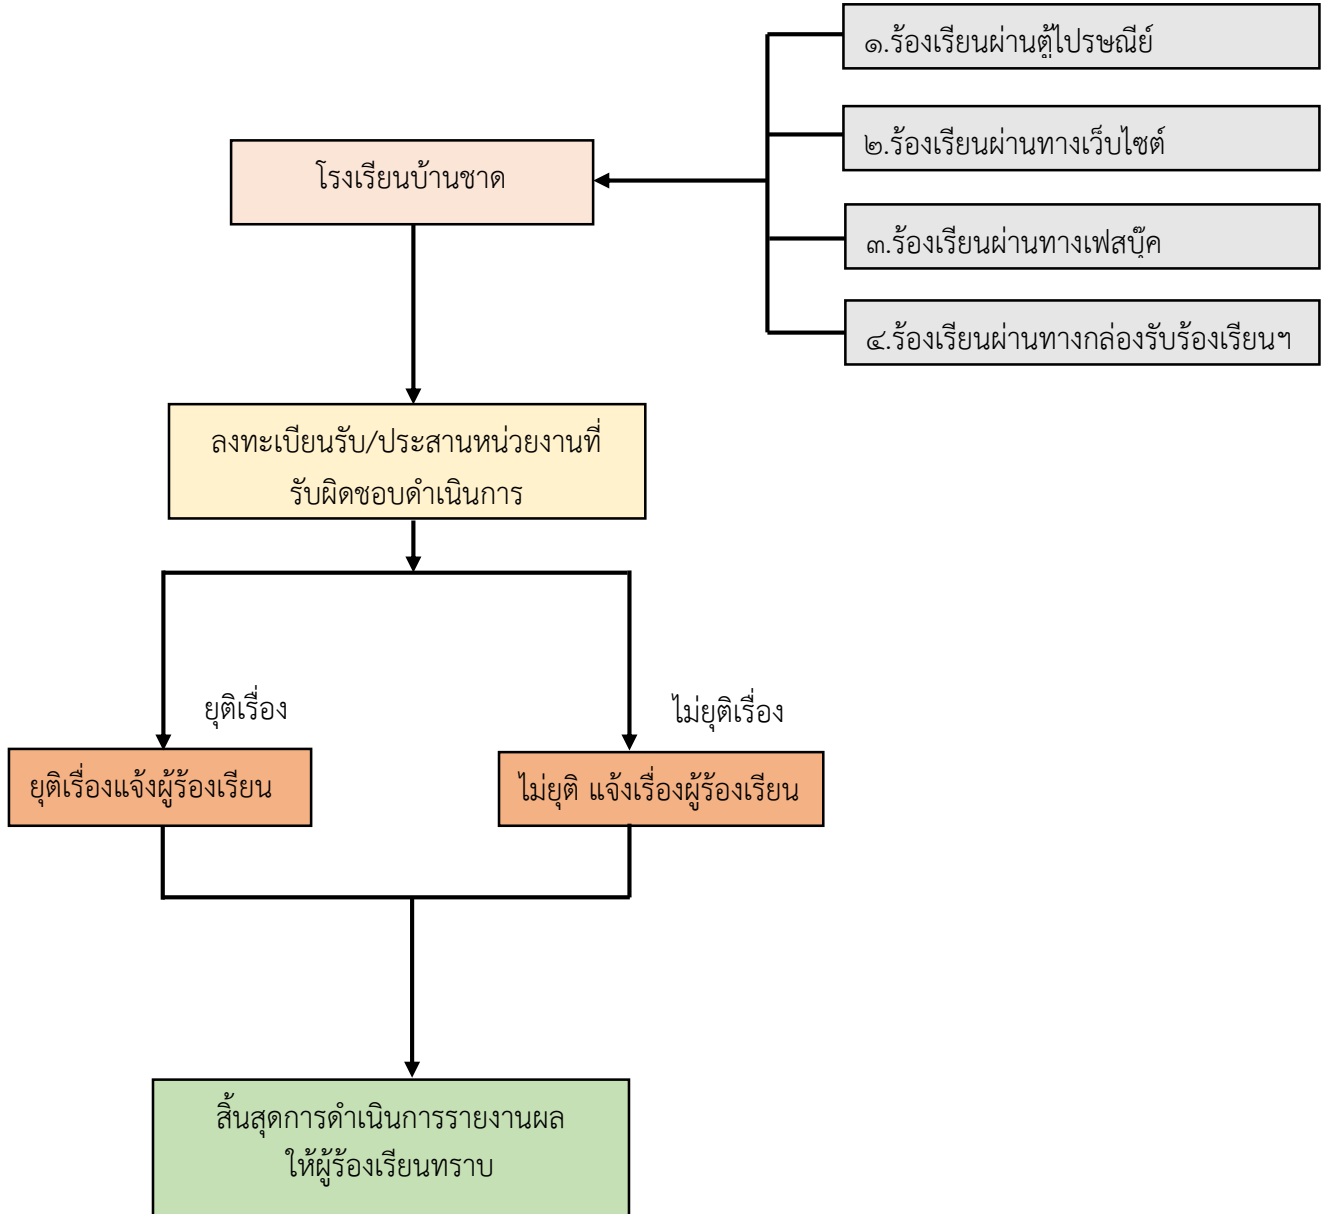 ๑.ร้องเรียนผ่านตู้ไปรษณีย์
๒.ร้องเรียนผ่านทางเว็บไซต์
โรงเรียนบ้านชาด
๓.ร้องเรียนผ่านทางเฟสบุ๊ค
๔.ร้องเรียนผ่านทางกล่องรับร้องเรียนฯ
ลงทะเบียนรับ/ประสานหน่วยงานที่
รับผิดชอบดำเนินการ
ยุติเรื่อง
ไม่ยุติเรื่อง
ยุติเรื่องแจ้งผู้ร้องเรียน
ไม่ยุติ แจ้งเรื่องผู้ร้องเรียน
สิ้นสุดการดำเนินการรายงานผล
ให้ผู้ร้องเรียนทราบ